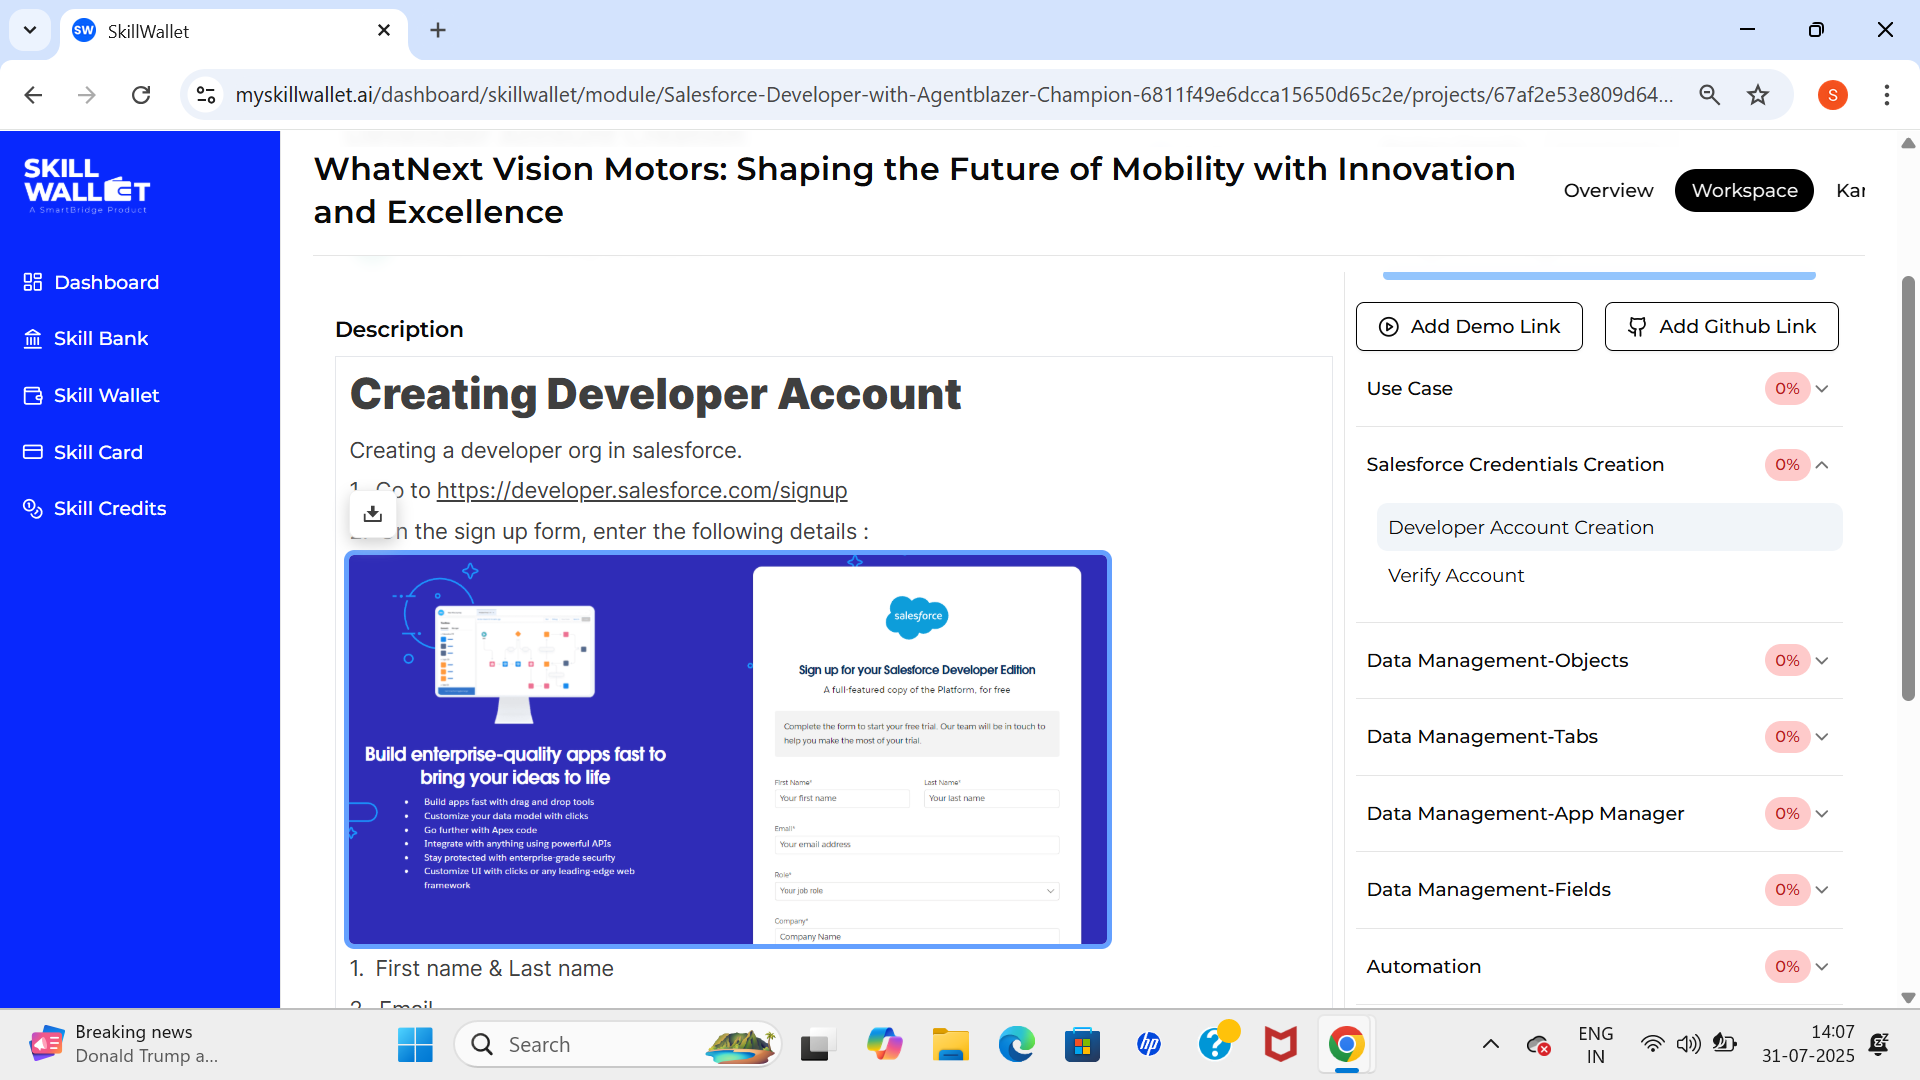 SW SkillWallet
myskillwallet.ai/dashboard/skillwallet/module/Salesforce-Developer-with-Agentblazer-Champion-6811f49e6dcca15650d65c2e/projects/67af2e53e809d64...
S
SKILL
WALLET
A SmartBridge Product
Dashboard
Skill Bank
Skill Wallet
Skill Card
Skill Credits
WhatNext Vision Motors: Shaping the Future of Mobility with Innovation
and Excellence
Overview
Workspace
Kar
Description
Creating Developer Account
Creating a developer org in salesforce.
1. Go to https://developer.salesforce.com/signup
n the sign up form, enter the following details :
Build enterprise-quality apps fast to
bring your ideas to life
• Build apps fast with drag and drop tools
• Customize your data model with clicks
• Go further with Apex code
• Integrate with anything using powerful APIs
• Stay protected with enterprise-grade security
• Customize UI with clicks or any leading-edge web
framework
salesforce
Sign up for your Salesforce Developer Edition
A full-featured copy of the Platform, for free
Complete the form to start your free trial. Our team will be in touch to
help you make the most of your trial.
First Name*
Last Name*
Your first name
Your last name
Email*
Your email address
Role*
Your job role
Company*
Company Name
1. First name & Last name
2. Email
Add Demo Link
Add Github Link
Use Case
0%
Salesforce Credentials Creation
0%
Developer Account Creation
Verify Account
Data Management-Objects
0%
Data Management-Tabs
0%
Data Management-App Manager
0%
Data Management-Fields
0%
Automation
0%
Breaking news
Donald Trump a...
Search
hp
ENG
IN
14:07
31-07-2025